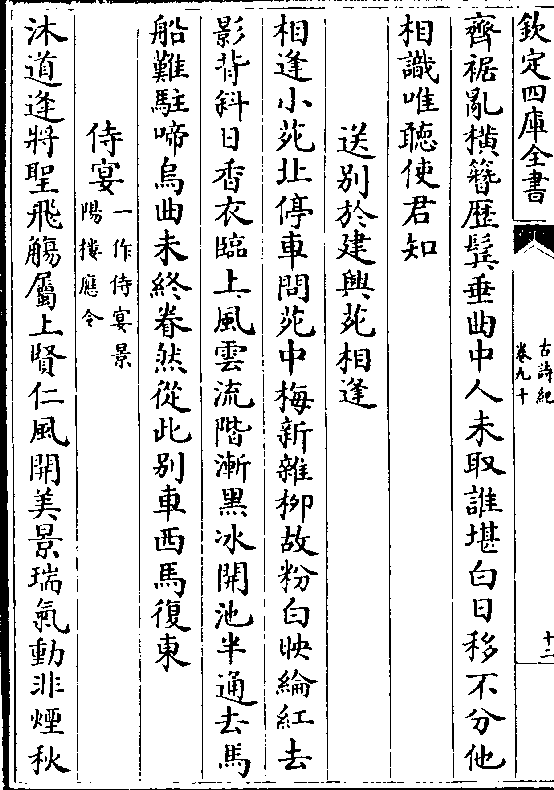 欽定四庫全書
古詩紀
卷九十
十二
齊裾亂橫簪歴鬂垂曲中人未取誰堪白日移不分他
相識唯聽使君知
送別於建興苑相逢
相逢小苑北停車問苑中梅新雜柳故粉白映綸紅去
影背斜日香衣臨上風雲流階漸黑冰開池半通去馬
船難駐啼烏曲未終眷然從此別車西馬復東
侍宴
一作侍宴景
陽樓應令
沐道逢將聖飛觴屬上賢仁風開美景瑞氣動非煙秋